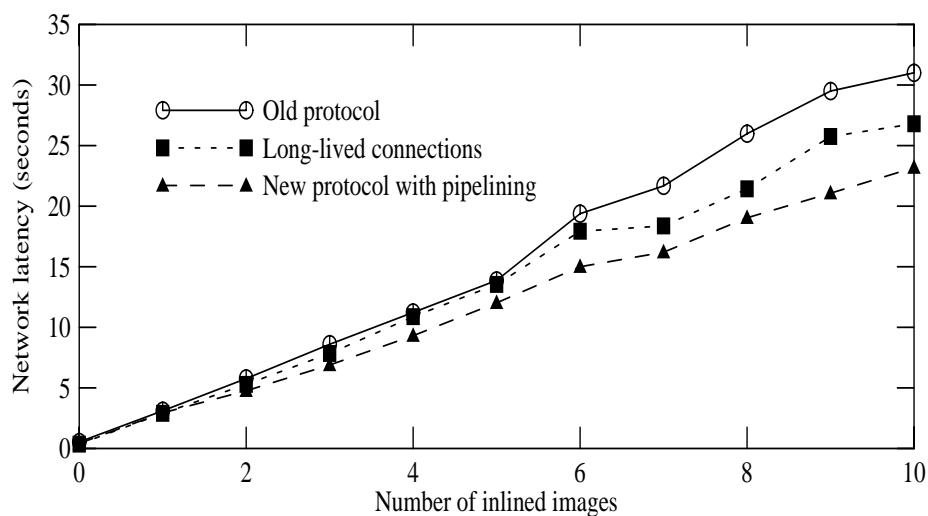 35
30
25
20
15
10
5
0
Network latency (seconds)
Old protocol
Long-lived connections
New protocol with pipelining
0 2 4 6 8 10
Number of inlined images